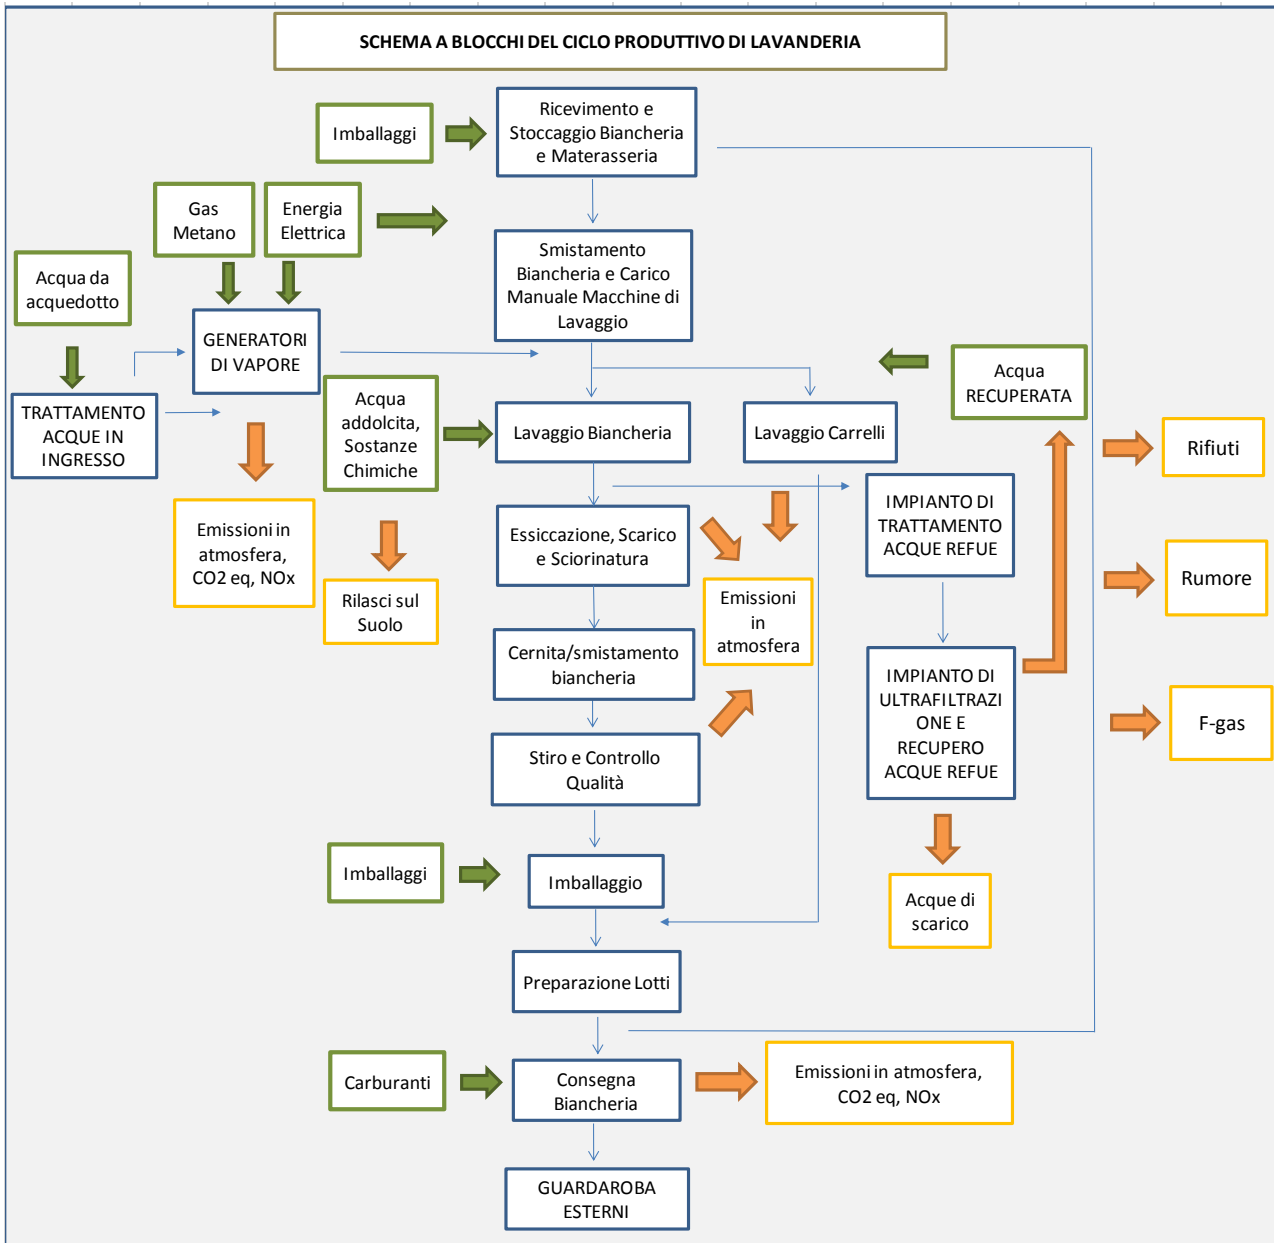 SCHEMA A BLOCCHI DEL CICLO PRODUTTIVO DI LAVANDERIA
Imballaggi
Ricevimento e
Stoccaggio Biancheria
e Materasseria
Gas
Metano
Energia
Elettrica
Acqua da
acquedotto
Smistamento
Biancheria e Carico
Manuale Macchine di
Lavaggio
GENERATORI
DI VAPORE
Acqua
RECUPERATA
TRATTAMENTO
ACQUE IN
INGRESSO
Acqua
addolcita,
Sostanze
Chimiche
Lavaggio Biancheria
Lavaggio Carrelli
Rifiuti
Emissioni in
atmosfera,
CO2 eq, NOx
Rilasci sul
Suolo
Essiccazione, Scarico
e Sciorinatura
IMPIANTO DI
TRATTAMENTO
ACQUE REFUE
Rumore
Emissioni
in
atmosfera
Cernita/smistamento
biancheria
IMPIANTO DI
ULTRAFILTRAZI
ONE E
RECUPERO
ACQUE REFUE
F-gas
Stiro e Controllo
Qualità
Imballaggi
Imballaggio
Acque di
scarico
Preparazione Lotti
Carburanti
Consegna
Biancheria
Emissioni in atmosfera,
CO2 eq, NOx
GUARDAROBA
ESTERNI